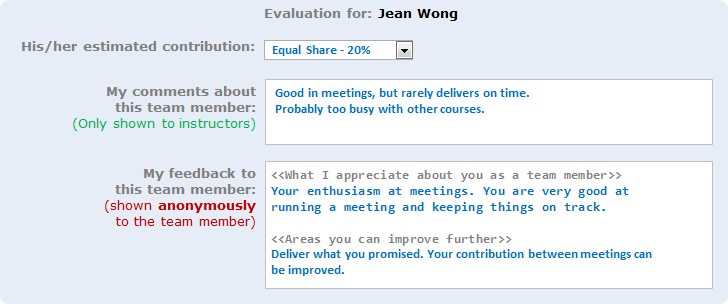 Evaluation for: Jean Wong
His/her estimated contribution: Equal Share - 20%
My comments about
this team member:
(Only shown to instructors)
Good in meetings, but rarely delivers on time.
Probably too busy with other courses.
My feedback to
this team member:
(shown anonymously
to the team member)
<<What I appreciate about you as a team member>>
Your enthusiasm at meetings. You are very good at
running a meeting and keeping things on track.
<<Areas you can improve further>>
Deliver what you promised. Your contribution between meetings can
be improved.